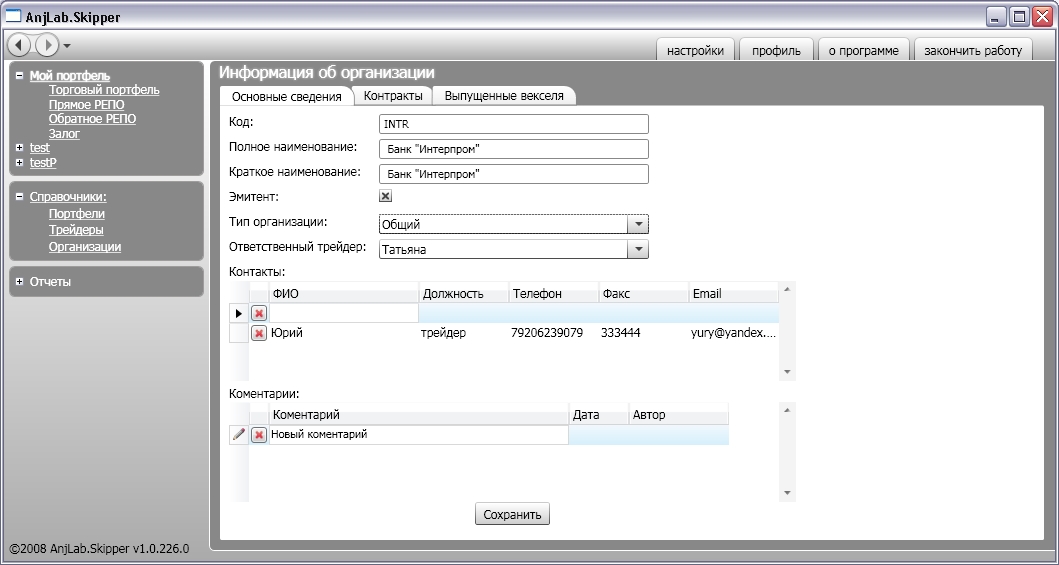 AnjLab.Skipper
настройки профиль о программе закончить работу
Мой портфель
Торговый портфель
Прямое РЕПО
Обратное РЕПО
Залог
test
testP
Справочники:
Портфели
Трейдеры
Организации
Отчеты
©2008 AnjLab.Skipper v1.0.226.0
Информация об организации
Основные сведения Контракты Выпущенные векселя
Код: INTR
Полное наименование: Банк "Интерпром"
Краткое наименование: Банк "Интерпром"
Эмитент:
Тип организации: Общий
Ответственный трейдер: Татьяна
Контакты:
ФИО Должность Телефон Факс Email
Юрий трейдер 79206239079 333444 yury@yandex....
Коментарии:
Коментарий Дата Автор
Новый коментарий
Сохранить